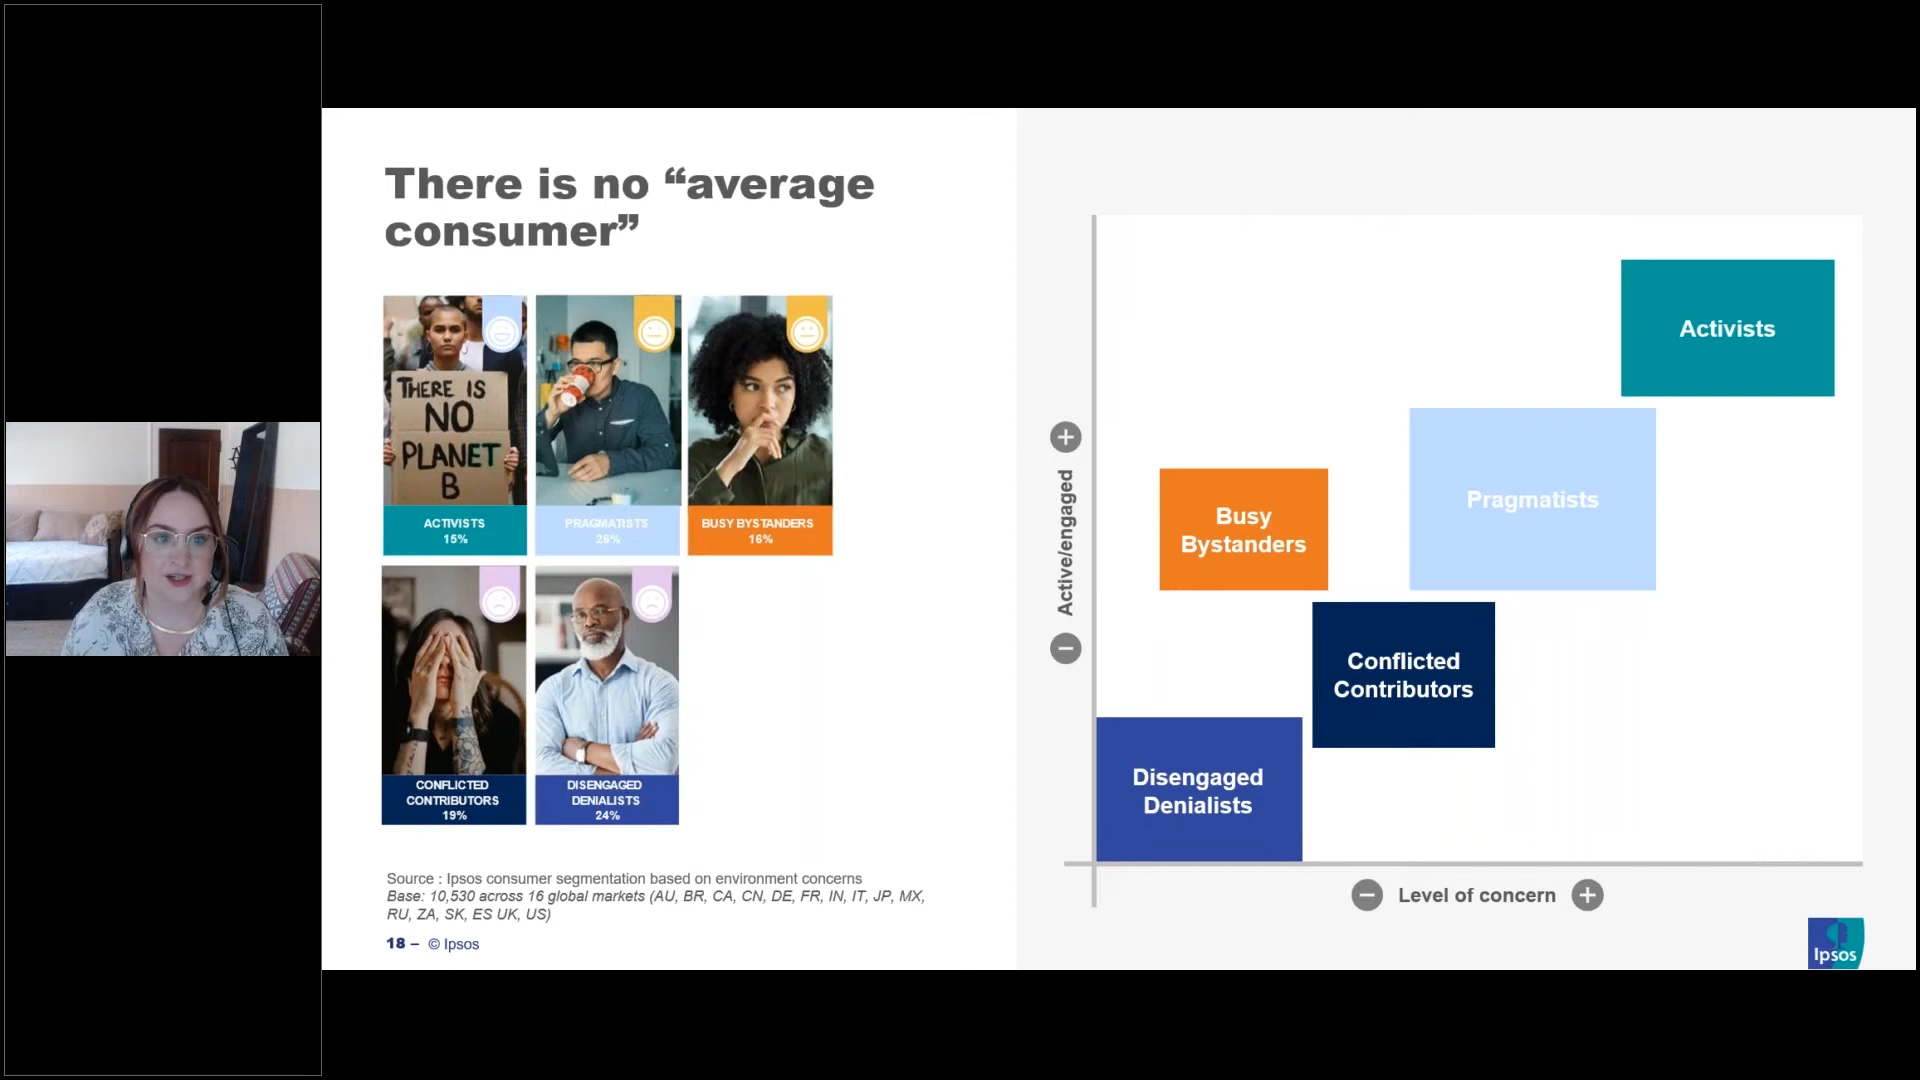 There is no “average
consumer”
THERE IS
NO
PLANET
B
ACTIVISTS
15%
PRAGMATISTS
26%
BUSY BYSTANDERS
16%
CONFLICTED
CONTRIBUTORS
19%
DISENGAGED
DENIALISTS
24%
Source : Ipsos consumer segmentation based on environment concerns
Base: 10,530 across 16 global markets (AU, BR, CA, CN, DE, FR, IN, IT, JP, MX,
RU, ZA, SK, ES UK, US)
18 – © Ipsos
Active/engaged
Activists
Pragmatists
Busy
Bystanders
Conflicted
Contributors
Disengaged
Denialists
Level of concern
Ipsos